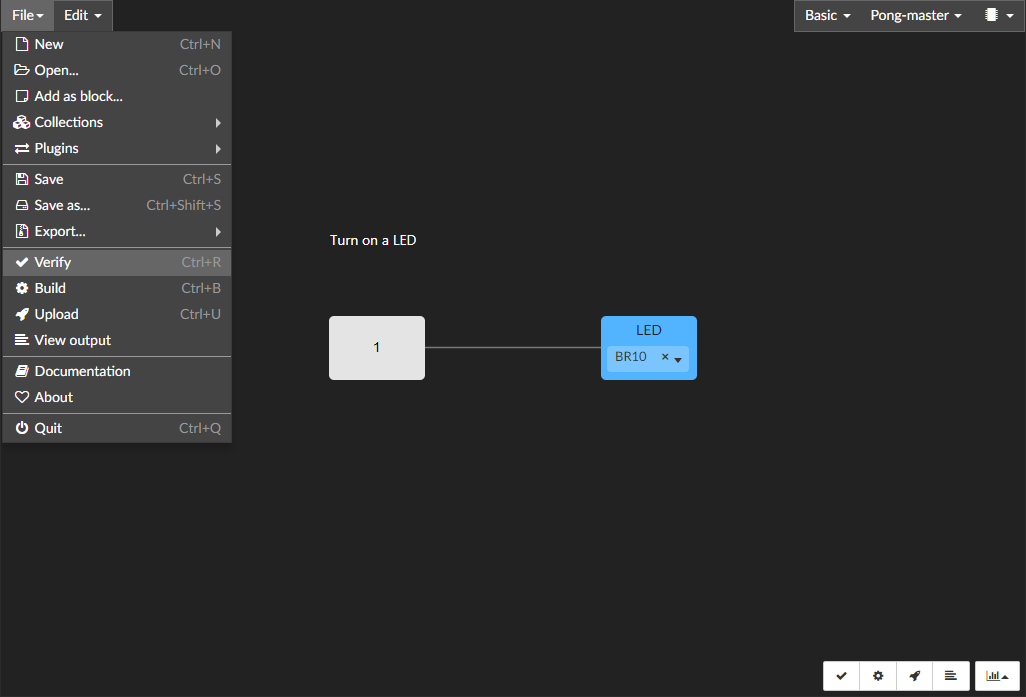 File Edit Basic Pong-master
New Ctrl+N
Open... Ctrl+O
Add as block...
Collections
Plugins
Save Ctrl+S
Save as... Ctrl+Shift+S
Export...
Verify Ctrl+R
Build Ctrl+B
Upload Ctrl+U
View output
Documentation
About
Quit Ctrl+Q
Turn on a LED
1
LED
BR10 ×